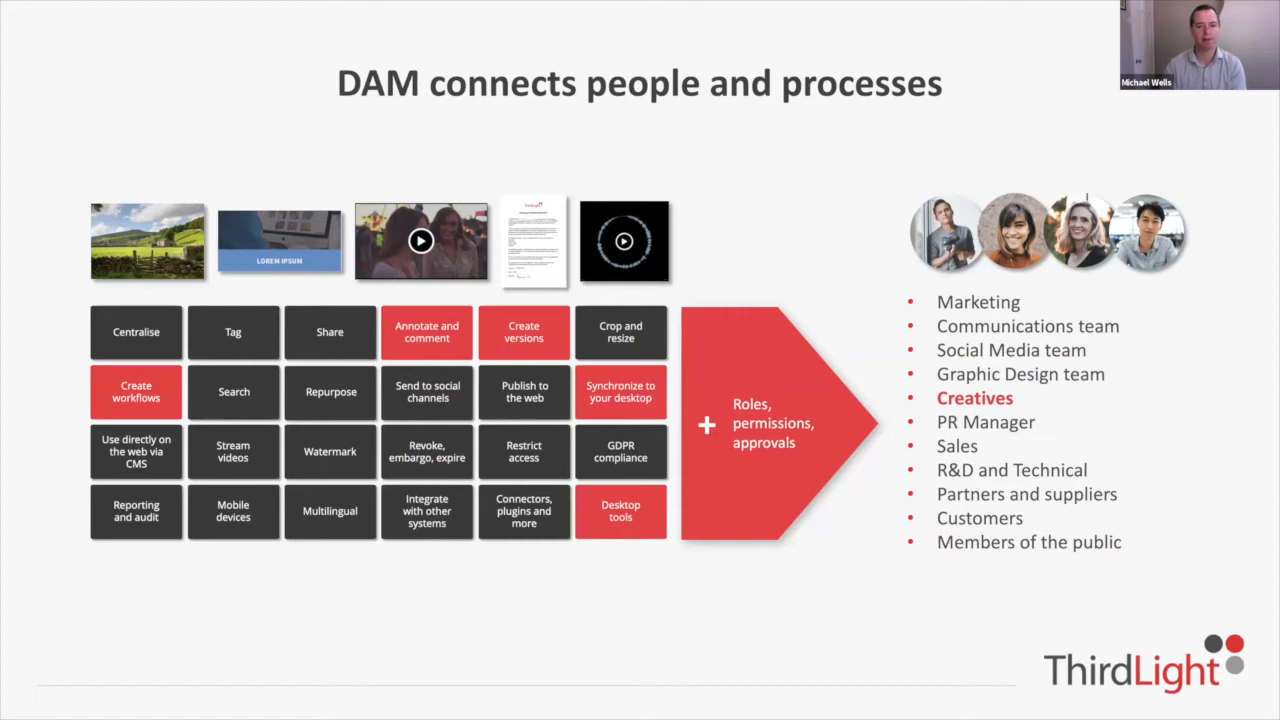 DAM connects people and processes
Michael Wells
LOREM IPSUM
ThirdLight
Centralise
Tag
Share
Annotate and
comment
Create
versions
Crop and
resize
Create
workflows
Search
Repurpose
Send to social
channels
Publish to
the web
Synchronize to
your desktop
Use directly on
the web via
CMS
Stream
videos
Watermark
Revoke,
embargo, expire
Restrict
access
GDPR
compliance
Reporting
and audit
Mobile
devices
Multilingual
Integrate
with other
systems
Connectors,
plugins and
more
Desktop
tools
+
Roles,
permissions,
approvals
• Marketing
• Communications team
• Social Media team
• Graphic Design team
• Creatives
• PR Manager
• Sales
• R&D and Technical
• Partners and suppliers
• Customers
• Members of the public
ThirdLight